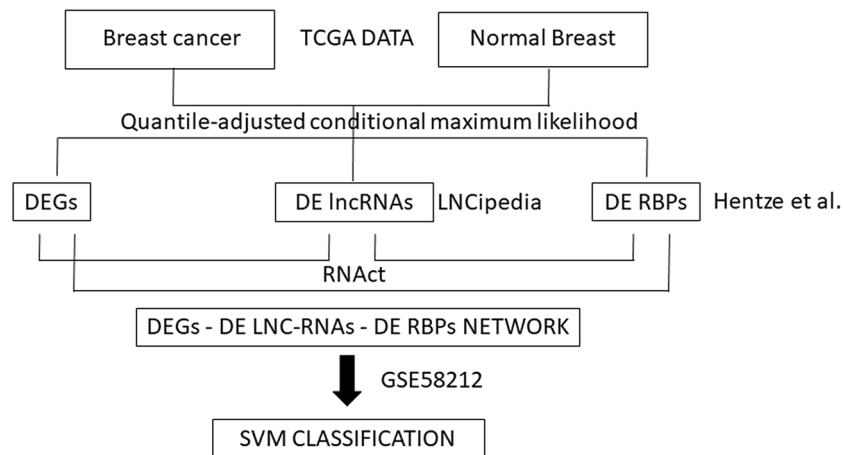 Breast cancer TCGA DATA Normal Breast
Quantile-adjusted conditional maximum likelihood
DEGs DE lncRNAs LNCipedia DE RBPs Hentze et al.
RNAct
DEGs - DE LNC-RNAs - DE RBPs NETWORK
GSE58212
SVM CLASSIFICATION